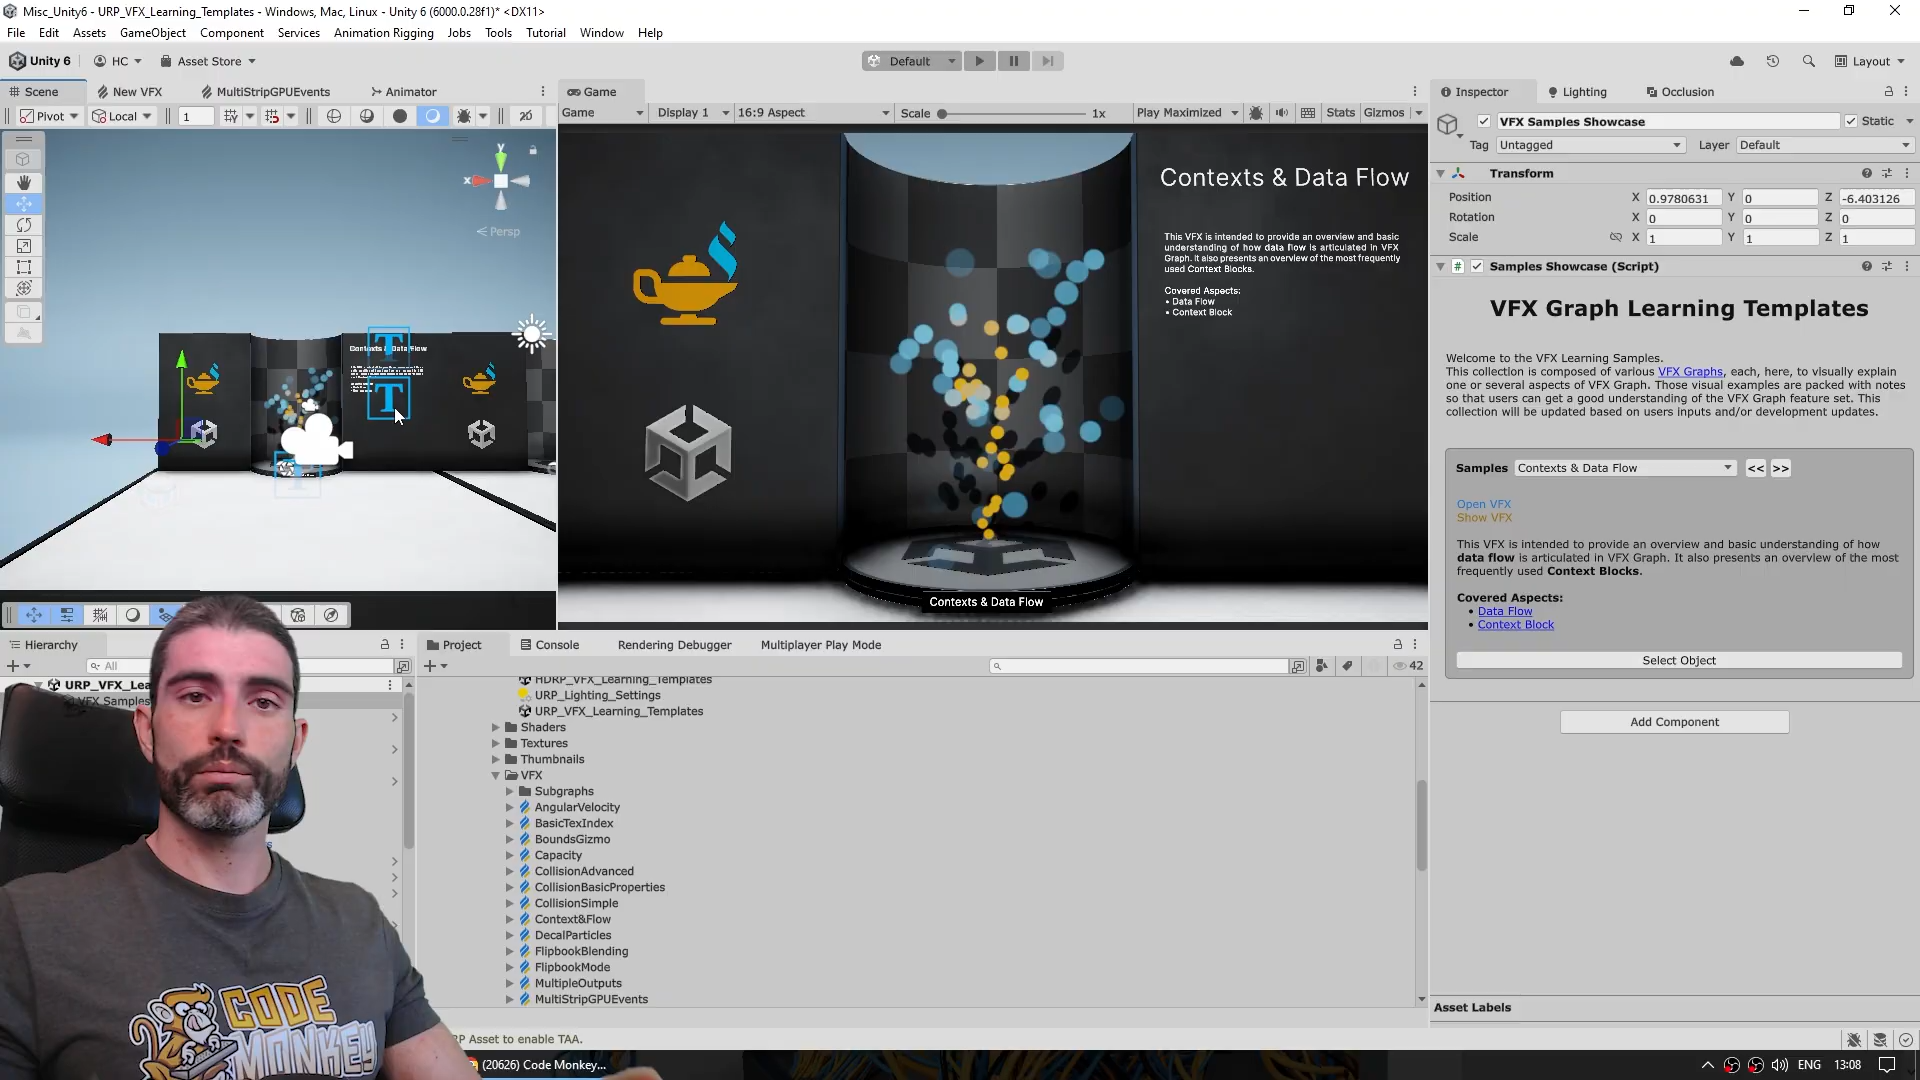 Misc_Unity6 - URP_VFX_Learning_Templates - Windows, Mac, Linux - Unity 6 (6000.0.28f1)* <DX11>
File Edit Assets GameObject Component Services Animation Rigging Jobs Tools Tutorial Window Help
Unity 6 HC Asset Store Default Layout
Scene New VFX MultiStripGPUEvents Animator Game Inspector Lighting Occlusion
Pivot Local 1 2D Game Display 1 16:9 Aspect Scale 1x Play Maximized Stats Gizmos
VFX Samples Showcase Static
Tag Untagged Layer Default
Transform
Position X 0.9780631 Y 0 Z -6.403126
Rotation X 0 Y 0 Z 0
Scale X 1 Y 1 Z 1
y
x
Persp
Contexts & Data Flow
T
T
Contexts & Data Flow
This VFX is intended to provide an overview and basic
understanding of how data flow is articulated in VFX
Graph. It also presents an overview of the most frequently
used Context Blocks.
Covered Aspects:
• Data Flow
• Context Block
Contexts & Data Flow
# Samples Showcase (Script)
VFX Graph Learning Templates
Welcome to the VFX Learning Samples.
This collection is composed of various VFX Graphs, each, here, to visually explain
one or several aspects of VFX Graph. Those visual examples are packed with notes
so that users can get a good understanding of the VFX Graph feature set. This
collection will be updated based on users inputs and/or development updates.
Samples Contexts & Data Flow << >>
Open VFX
Show VFX
This VFX is intended to provide an overview and basic understanding of how
data flow is articulated in VFX Graph. It also presents an overview of the most
frequently used Context Blocks.
Covered Aspects:
• Data Flow
• Context Block
Select Object
Add Component
Asset Labels
Hierarchy
All
URP_VFX_Lea
VFX Samples
Project Console Rendering Debugger Multiplayer Play Mode
42
HDRP_VFX_Learning_Templates
URP_Lighting_Settings
URP_VFX_Learning_Templates
Shaders
Textures
Thumbnails
VFX
Subgraphs
AngularVelocity
BasicTexIndex
BoundsGizmo
Capacity
CollisionAdvanced
CollisionBasicProperties
CollisionSimple
Context&Flow
DecalParticles
FlipbookBlending
FlipbookMode
MultipleOutputs
MultiStripGPUEvents
RP Asset to enable TAA.
CODE
MONKEY
(20626) Code Monkey...
ENG 13:08